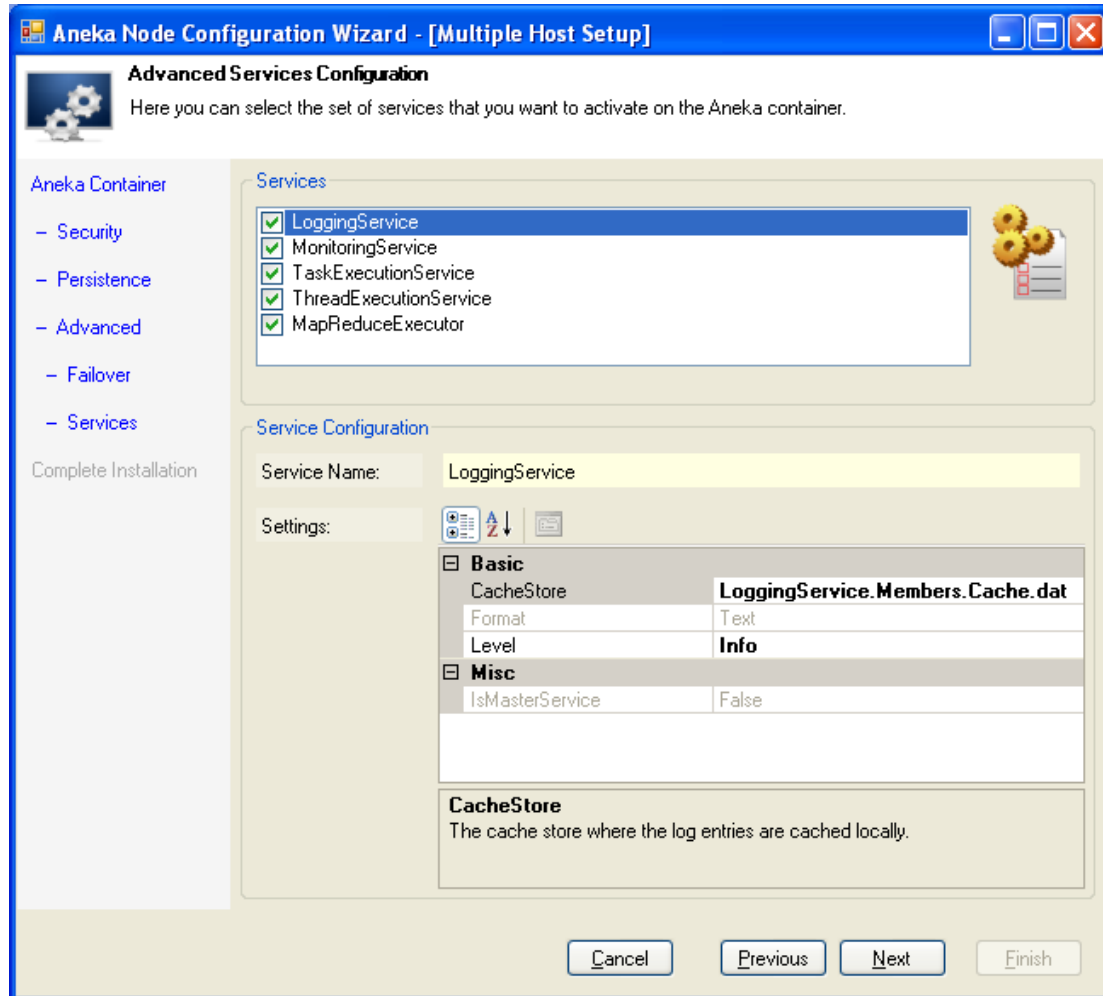 Aneka Node Configuration Wizard - [Multiple Host Setup]
Advanced Services Configuration
Here you can select the set of services that you want to activate on the Aneka container.
Aneka Container
– Security
– Persistence
– Advanced
– Failover
– Services
Complete Installation
Services
LoggingService
MonitoringService
TaskExecutionService
ThreadExecutionService
MapReduceExecutor
Service Configuration
Service Name: LoggingService
Settings:
Basic
CacheStore LoggingService.Members.Cache.dat
Format Text
Level Info
Misc
IsMasterService False
CacheStore
The cache store where the log entries are cached locally.
Cancel Previous Next Finish